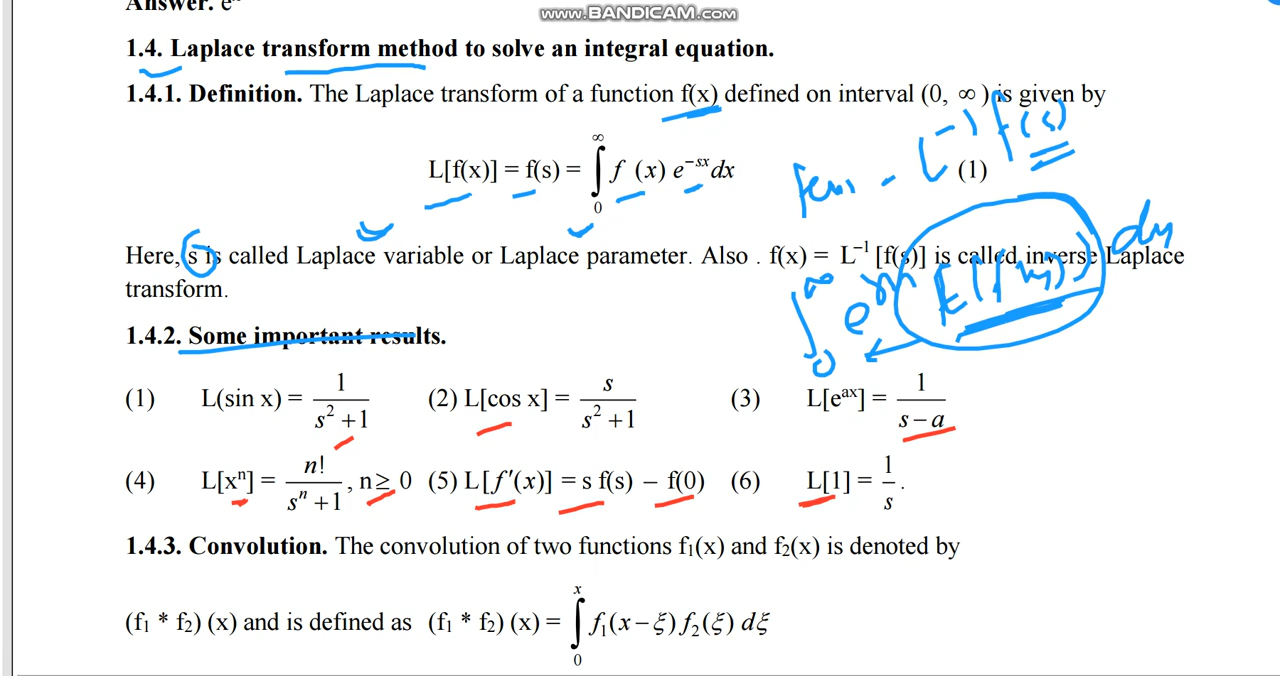 Answer. e
www.BANDICAM.com
1.4. Laplace transform method to solve an integral equation.
1.4.1. Definition. The Laplace transform of a function f(x) defined on interval (0, ∞ ) is given by
L[f(x)] = f(s) = ∫₀^∞ f (x) e^{−sx} dx (1)
L⁻¹ f(s)
Here, s is called Laplace variable or Laplace parameter. Also . f(x) = L⁻¹ [f(s)] is called inverse Laplace
transform.
1.4.2. Some important results.
(1) L(sin x) = 1/(s² +1) (2) L[cos x] = s/(s² +1) (3) L[e^{ax}] = 1/(s − a)
(4) L[xⁿ] = n!/(sⁿ +1) , n ≥ 0 (5) L[f′(x)] = s f(s) − f(0) (6) L[1] = 1/s .
1.4.3. Convolution. The convolution of two functions f₁(x) and f₂(x) is denoted by
(f₁ * f₂) (x) and is defined as (f₁ * f₂) (x) = ∫₀^x f₁(x − ξ) f₂(ξ) dξ